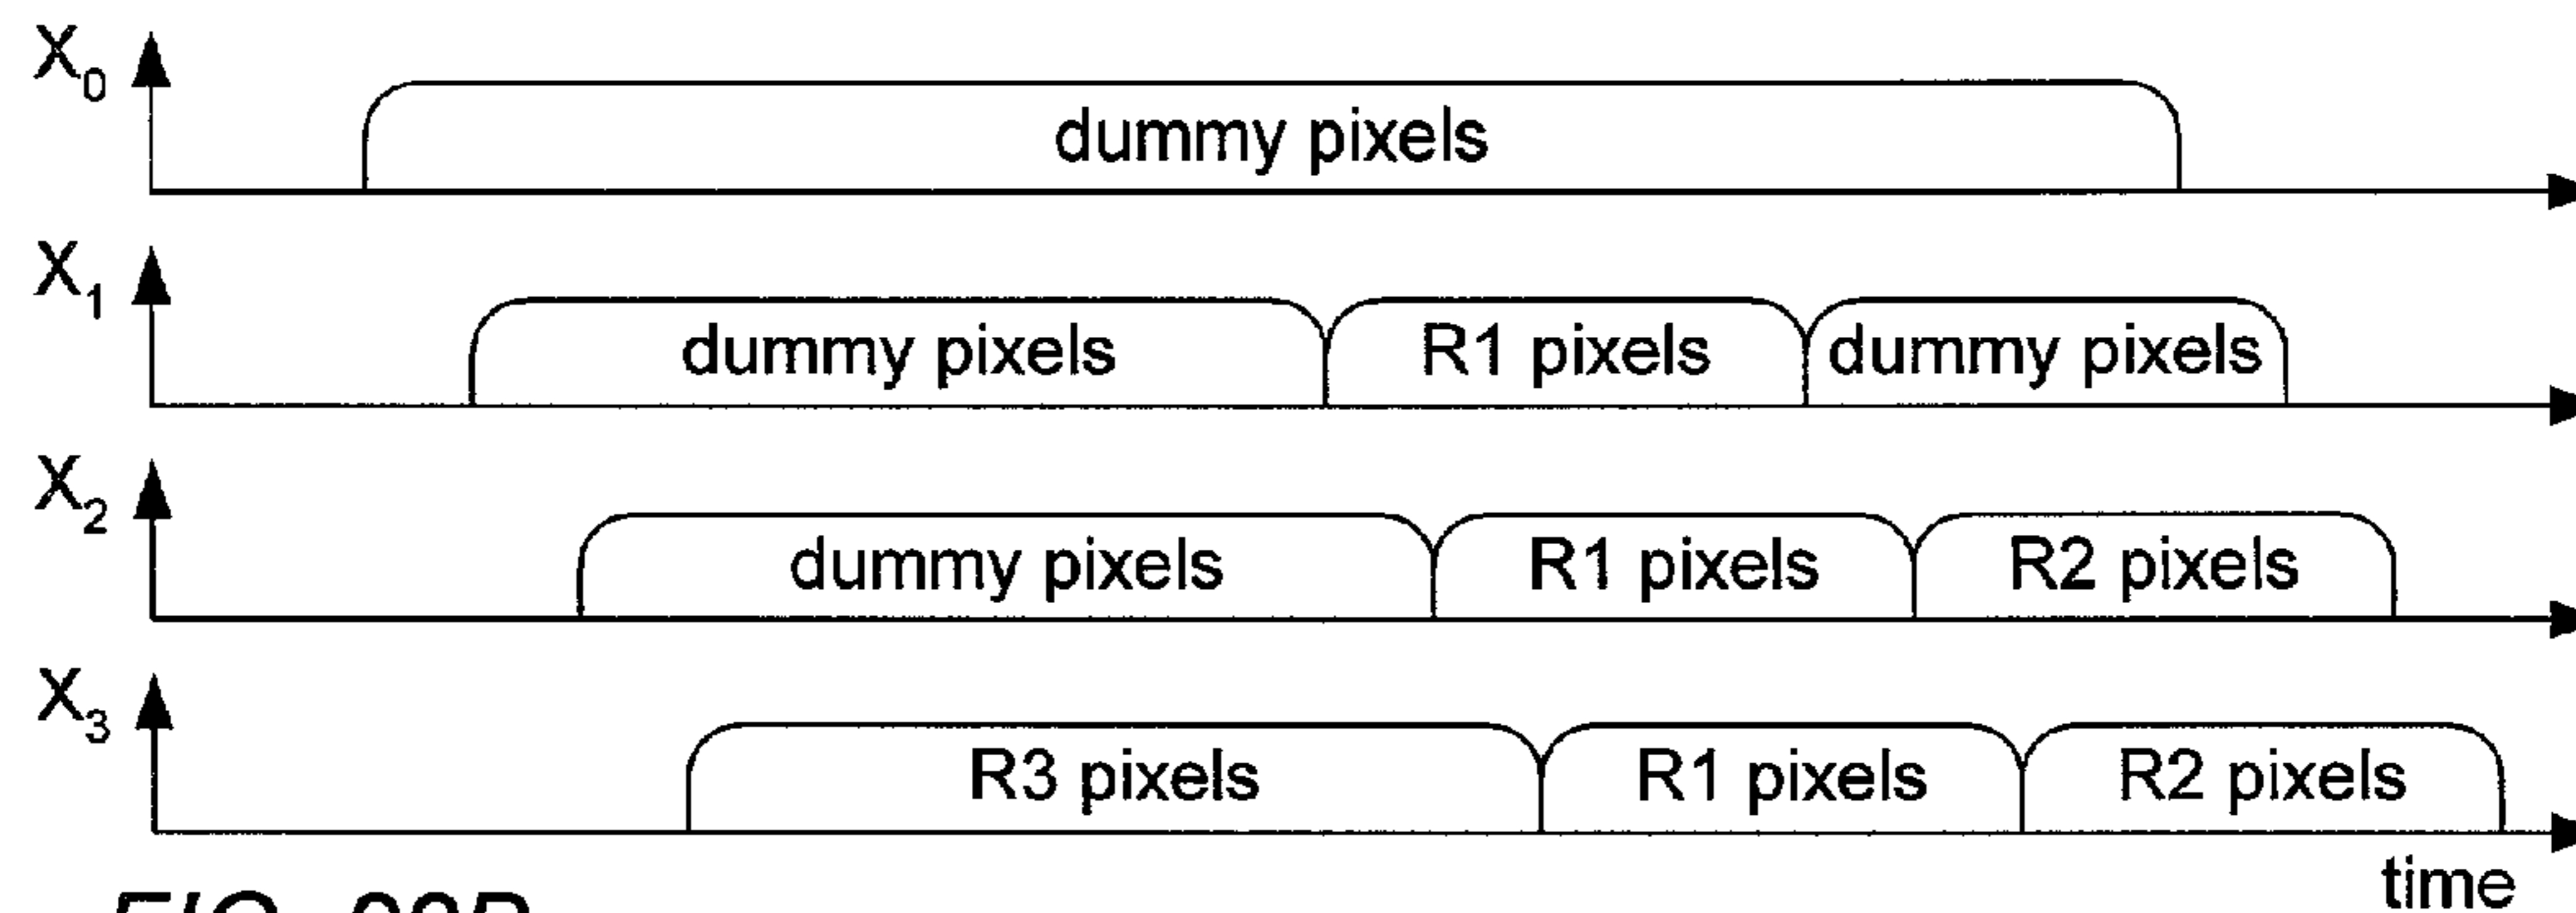 X0
dummy pixels
X1
dummy pixels R1 pixels dummy pixels
X2
dummy pixels R1 pixels R2 pixels
X3
R3 pixels R1 pixels R2 pixels
time